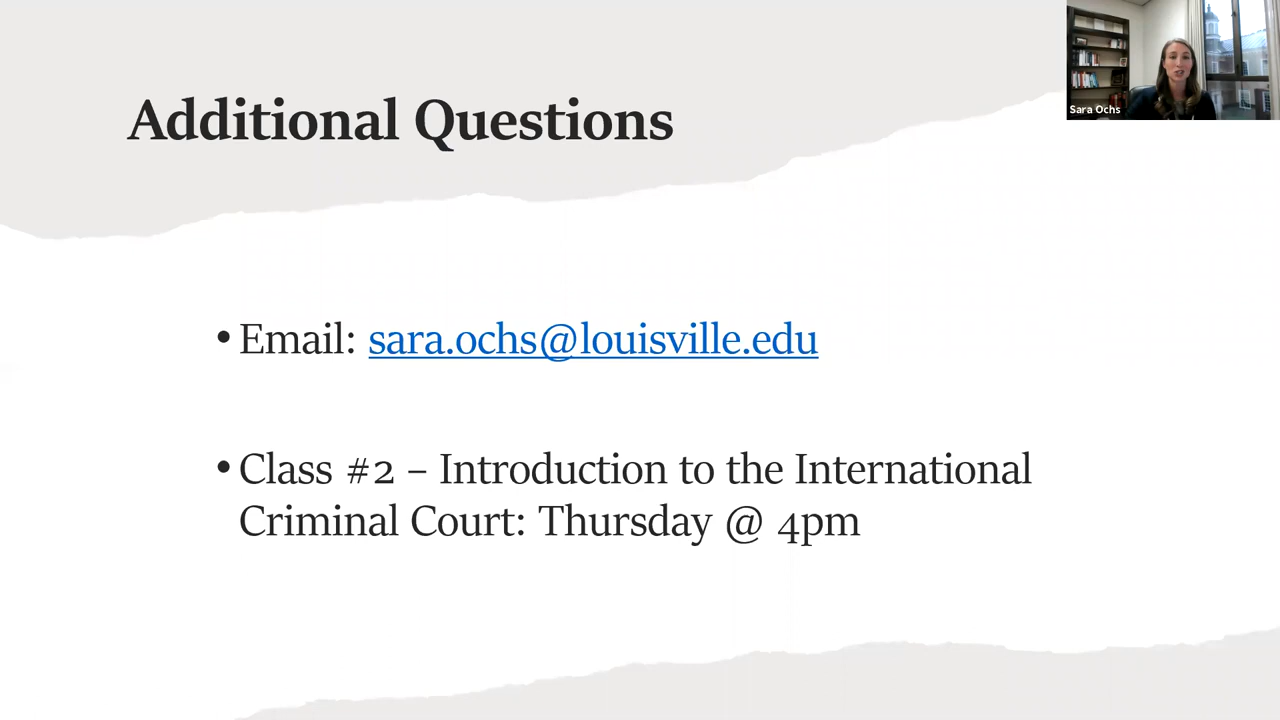 Additional Questions
Sara Ochs
• Email: sara.ochs@louisville.edu
• Class #2 – Introduction to the International
Criminal Court: Thursday @ 4pm